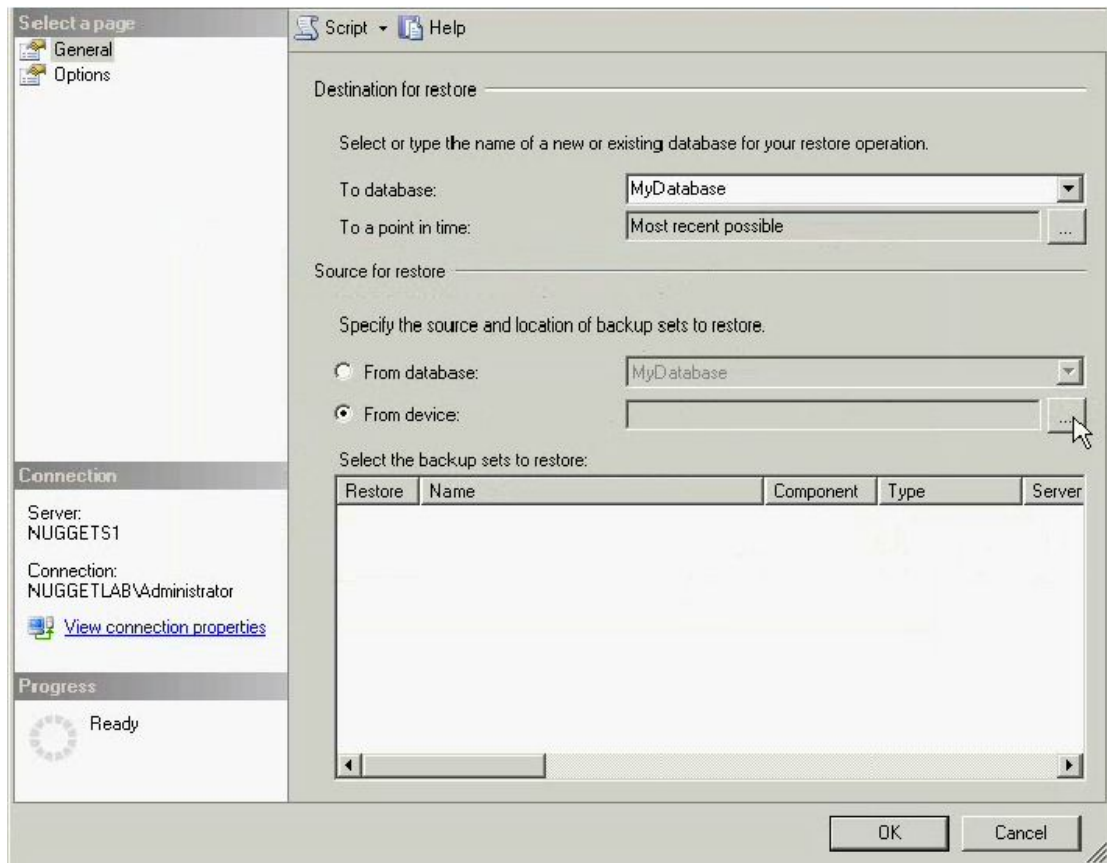 Select a page
General
Options
Script
Help
Destination for restore
Select or type the name of a new or existing database for your restore operation.
To database:
MyDatabase
To a point in time:
Most recent possible
...
Source for restore
Specify the source and location of backup sets to restore.
From database:
MyDatabase
From device:
...
Select the backup sets to restore:
Restore Name Component Type Server
Connection
Server:
NUGGETS1
Connection:
NUGGETLAB\Administrator
View connection properties
Progress
Ready
OK
Cancel